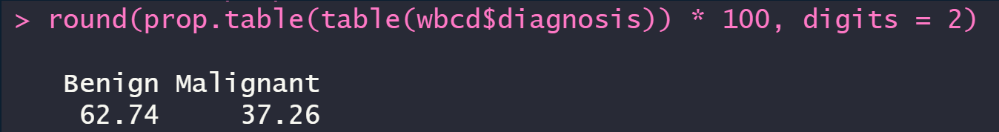 > round(prop.table(table(wbcd$diagnosis)) * 100, digits = 2)
Benign Malignant
62.74 37.26